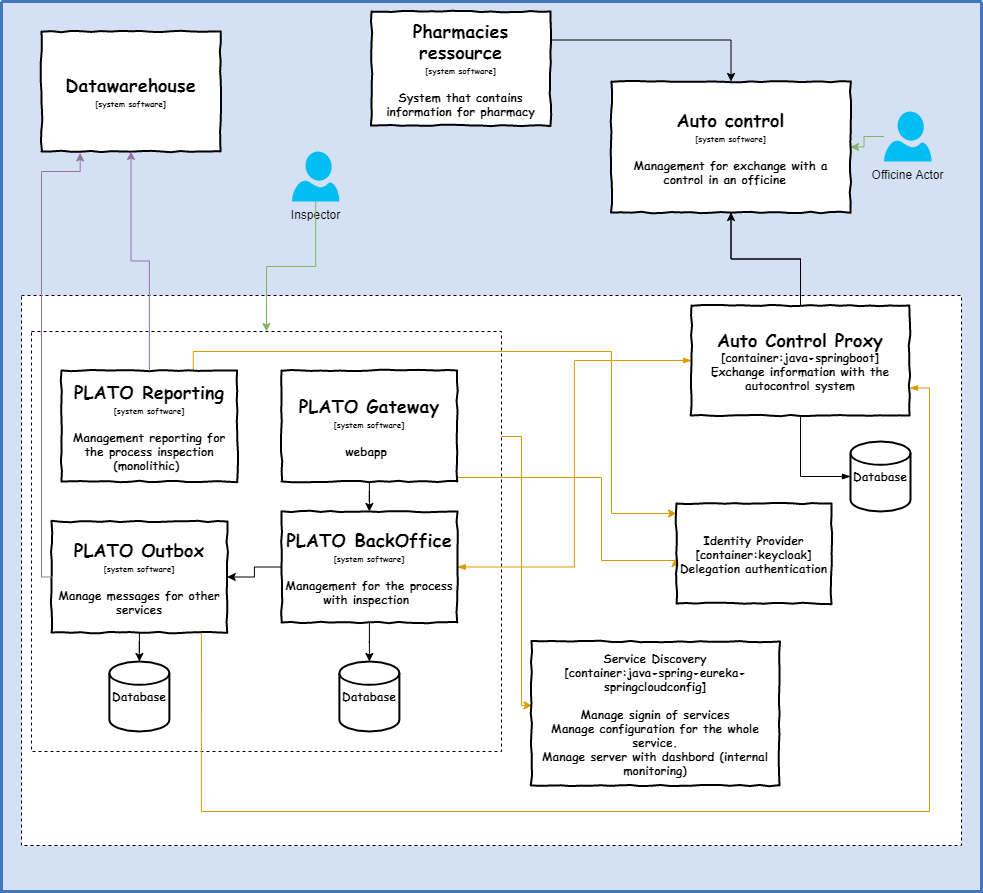 Pharmacies
ressource
[system software]
System that contains
information for pharmacy
Datawarehouse
[system software]
Auto control
[system software]
Management for exchange with a
control in an officine
Officine Actor
Inspector
Auto Control Proxy
[container:java-springboot]
Exchange information with the
autocontrol system
PLATO Reporting
[system software]
Management reporting for
the process inspection
(monolithic)
PLATO Gateway
[system software]
webapp
Database
PLATO Outbox
[system software]
Manage messages for other
services
PLATO BackOffice
[system software]
Management for the process
with inspection
Identity Provider
[container:keycloak]
Delegation authentication
Database
Database
Service Discovery
[container:java-spring-eureka-
springcloudconfig]
Manage signin of services
Manage configuration for the whole
service.
Manage server with dashbord (internal
monitoring)